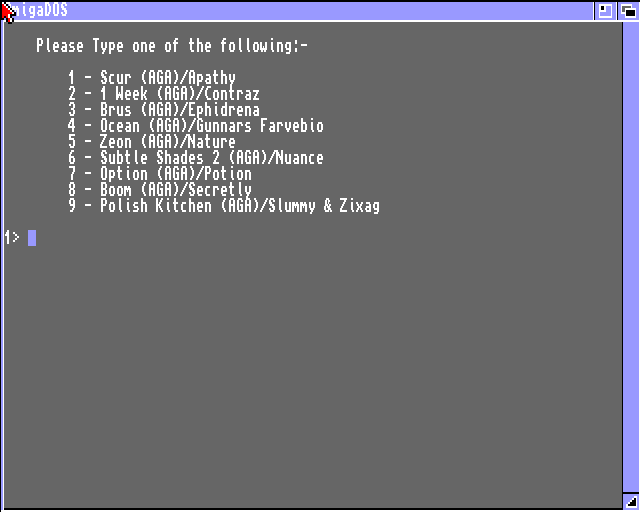 migaDOS
Please Type one of the following:-
1 - Scur (AGA)/Apathy
2 - 1 Week (AGA)/Contraz
3 - Brus (AGA)/Ephidrena
4 - Ocean (AGA)/Gunnars Farvebio
5 - Zeon (AGA)/Nature
6 - Subtle Shades 2 (AGA)/Nuance
7 - Option (AGA)/Potion
8 - Boom (AGA)/Secretly
9 - Polish Kitchen (AGA)/Slummy & Zixag
1>